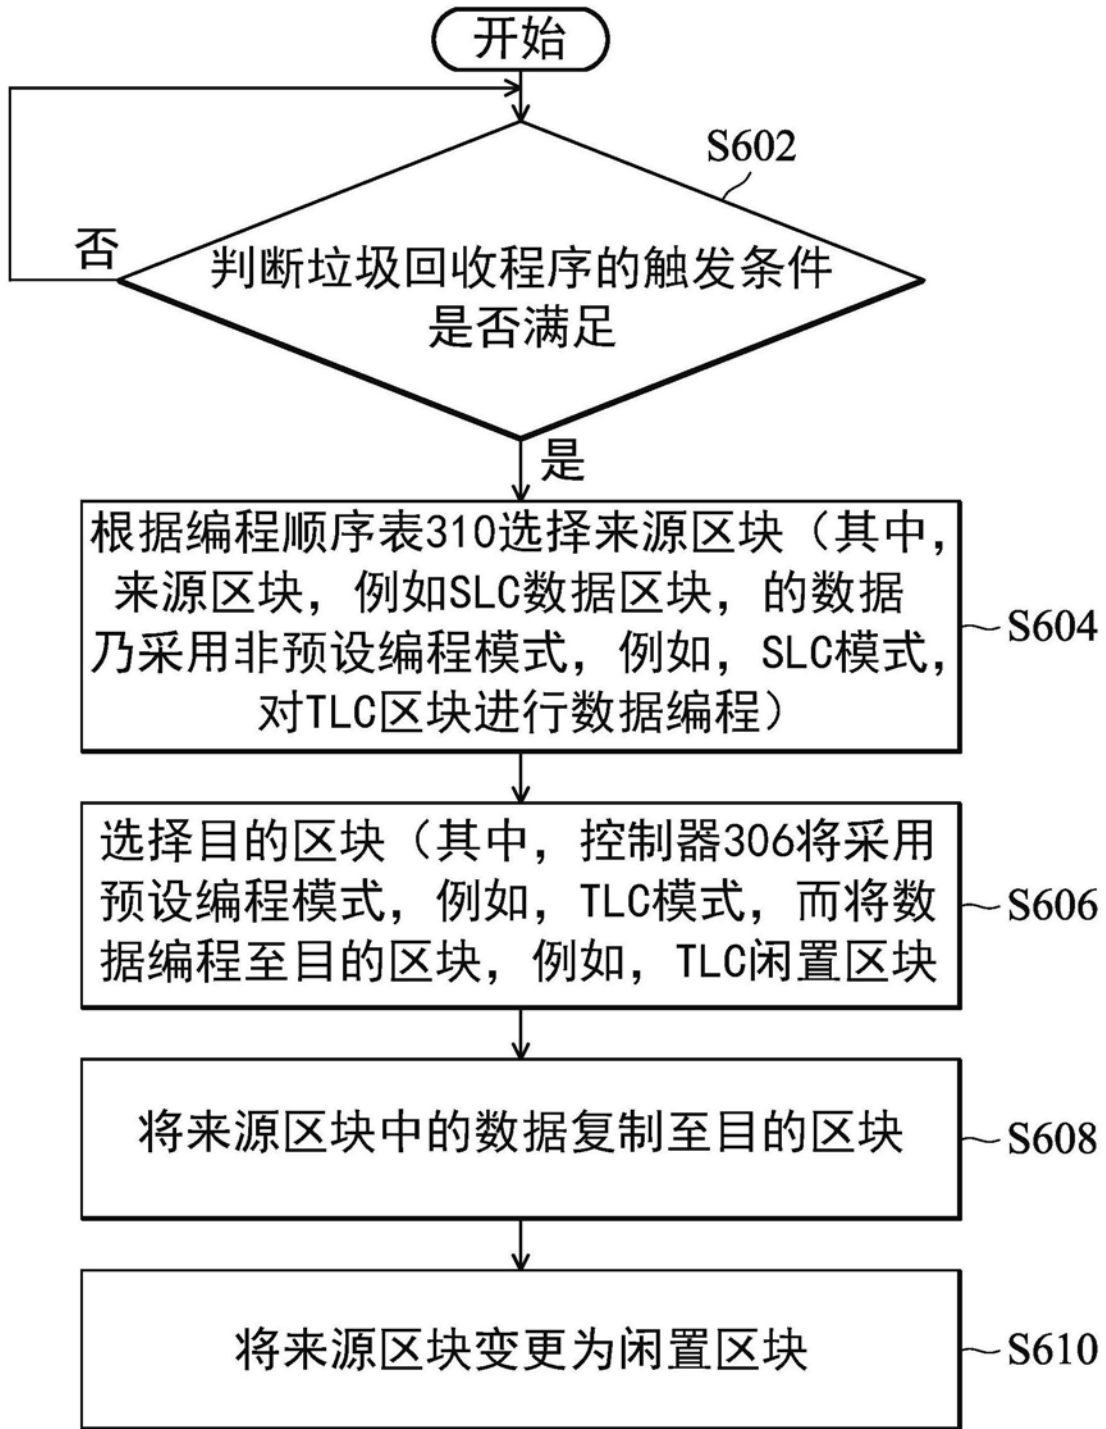 开始
S602
否
判断垃圾回收程序的触发条件
是否满足
是
根据编程顺序表310选择来源区块（其中，
来源区块，例如SLC数据区块，的数据
乃采用非预设编程模式，例如，SLC模式，
对TLC区块进行数据编程）
S604
选择目的区块（其中，控制器306将采用
预设编程模式，例如，TLC模式，而将数
据编程至目的区块，例如，TLC闲置区块
S606
将来源区块中的数据复制至目的区块
S608
将来源区块变更为闲置区块
S610